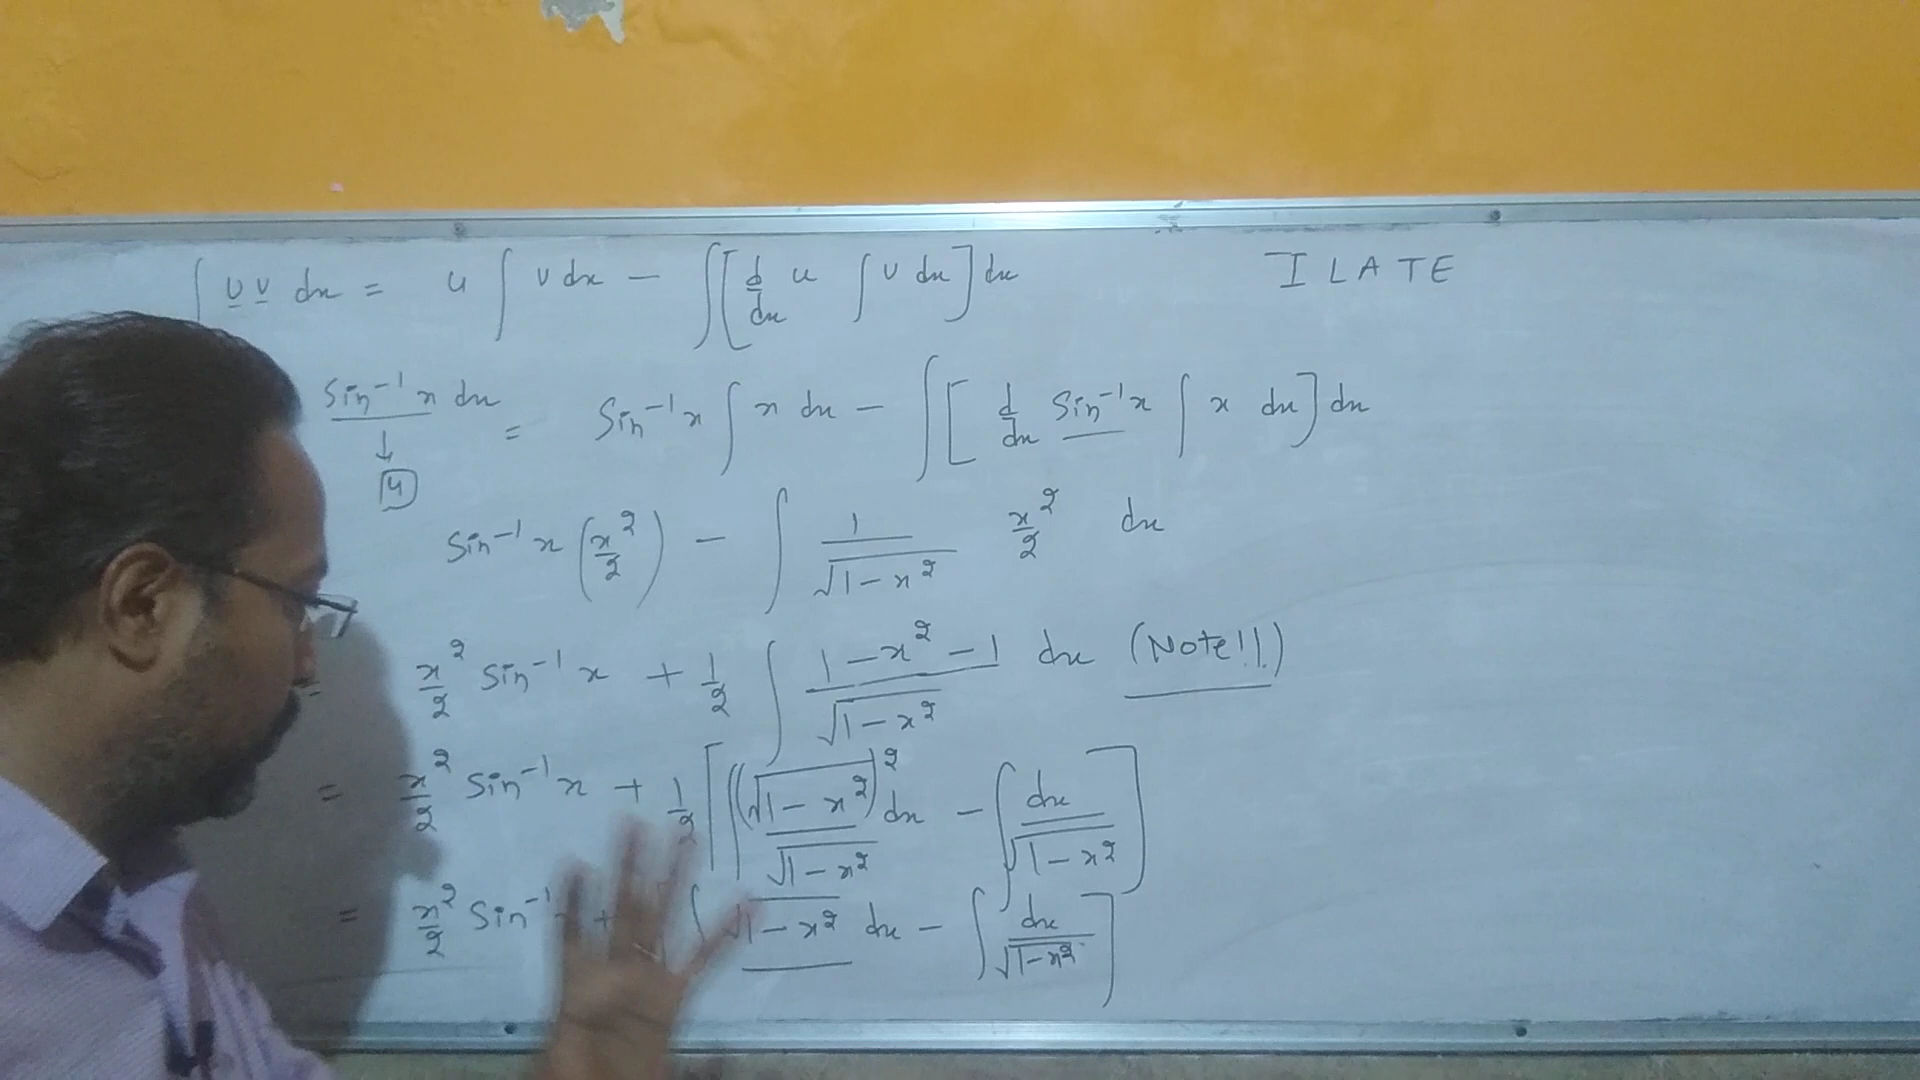 ∫ u v dx = u ∫ v dx − ∫[d/dx u ∫ v dx] dx I LATE
Sin⁻¹x dx = Sin⁻¹x ∫ x dx − ∫[d/dx Sin⁻¹x ∫ x dx] dx
↓
u
Sin⁻¹x (x²/2) − ∫ 1/√(1−x²) x²/2 dx
= x²/2 Sin⁻¹x + 1/2 ∫ (1−x²−1)/√(1−x²) dx (Note!!)
= x²/2 Sin⁻¹x + 1/2 [∫ (√(1−x²))²/√(1−x²) dx − ∫ dx/√(1−x²)]
= x²/2 Sin⁻¹ + ∫ √(1−x²) dx − ∫ dx/√(1−x²)]